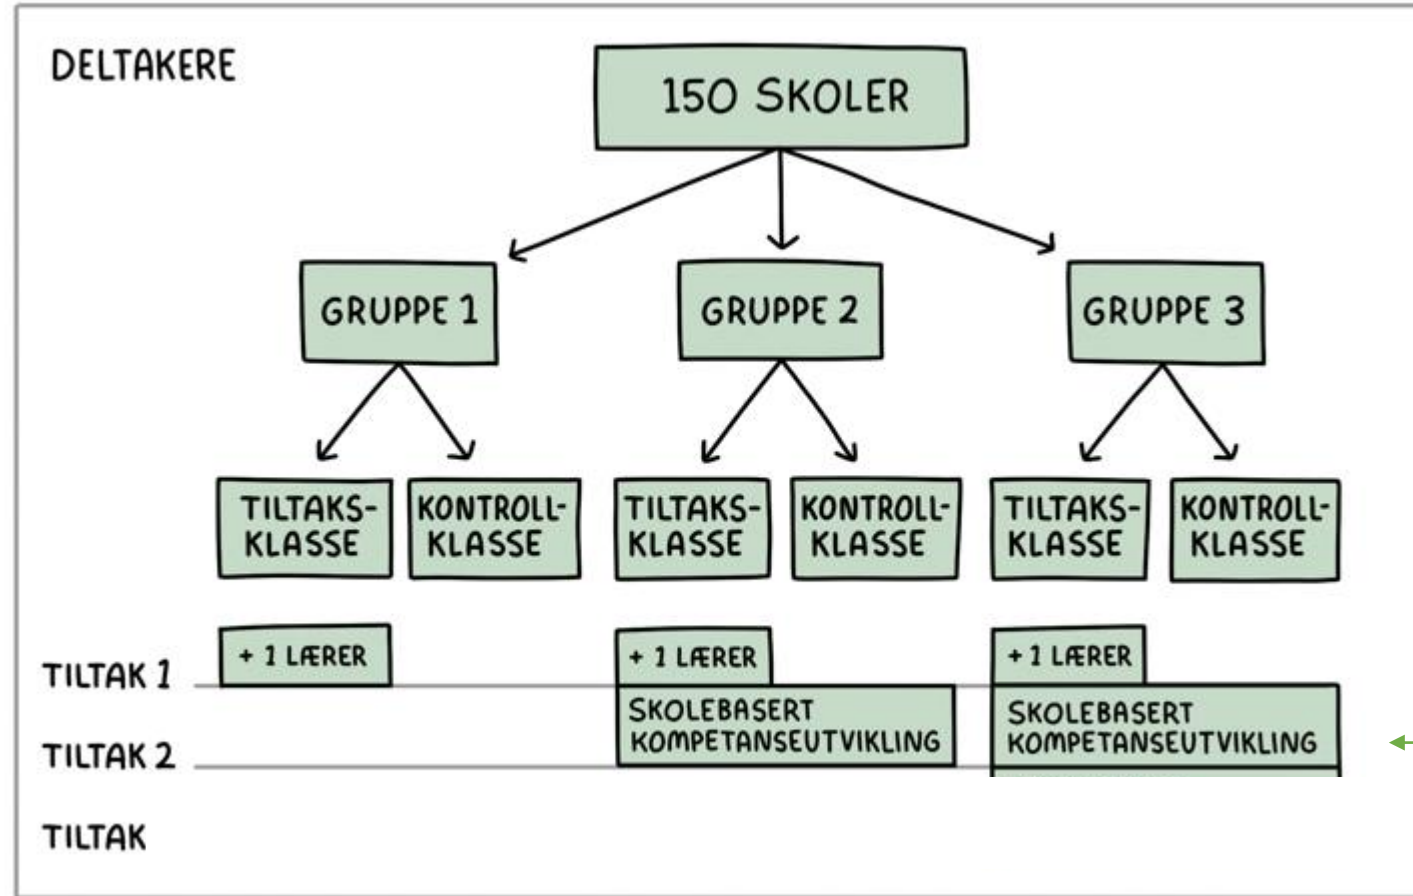 DELTAKERE
150 SKOLER
GRUPPE 1
GRUPPE 2
GRUPPE 3
TILTAKS-
KLASSE
KONTROLL-
KLASSE
TILTAKS-
KLASSE
KONTROLL-
KLASSE
TILTAKS-
KLASSE
KONTROLL-
KLASSE
TILTAK 1
+ 1 LÆRER
+ 1 LÆRER
+ 1 LÆRER
TILTAK 2
SKOLEBASERT
KOMPETANSEUTVIKLING
SKOLEBASERT
KOMPETANSEUTVIKLING
TILTAK